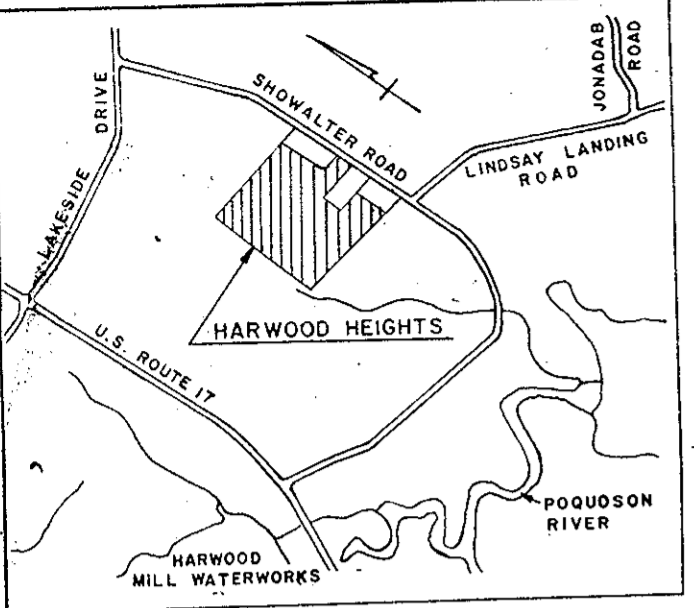 JONADAB
ROAD
DRIVE
SHOWALTER ROAD
LINDSAY LANDING
ROAD
LAKESIDE
HARWOOD HEIGHTS
U.S. ROUTE 17
POQUOSON
RIVER
HARWOOD
MILL WATERWORKS